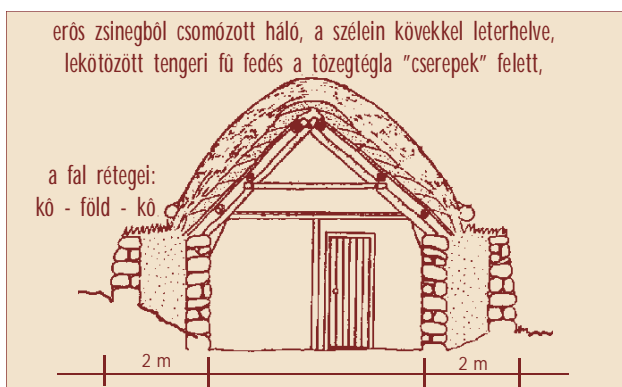 erôs zsinegbôl csomózott háló, a szélein kövekkel leterhelve,
lekötözött tengeri fû fedés a tôzegtégla "cserepek" felett,
a fal rétegei:
kô - föld - kô
2 m
2 m